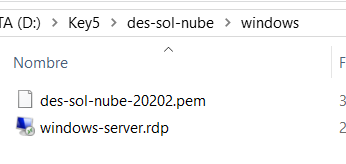 TA (D:) > Key5 > des-sol-nube > windows
Nombre
des-sol-nube-20202.pem
windows-server.rdp